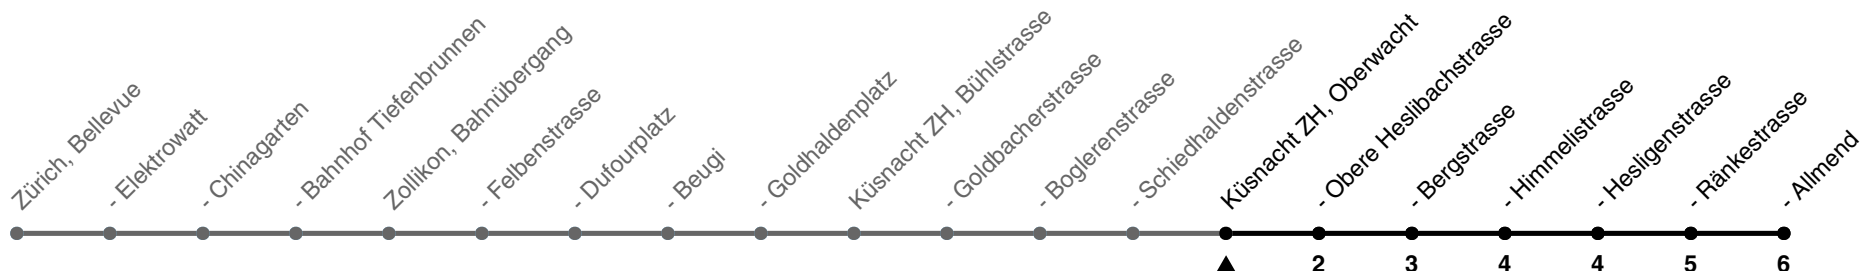 Zürich, Bellevue
- Elektrowatt
- Chinagarten
- Bahnhof Tiefenbrunnen
Zollikon, Bahnübergang
- Felbenstrasse
- Dufourplatz
- Beugi
- Goldhaldenplatz
Küsnacht ZH, Bühlstrasse
- Goldbacherstrasse
- Boglerenstrasse
- Schiedhaldenstrasse
Küsnacht ZH, Oberwacht
- Obere Heslibachstrasse
- Bergstrasse
- Himmelistrasse
- Hesligenstrasse
- Ränkestrasse
- Allmend
2 3 4 4 5 6